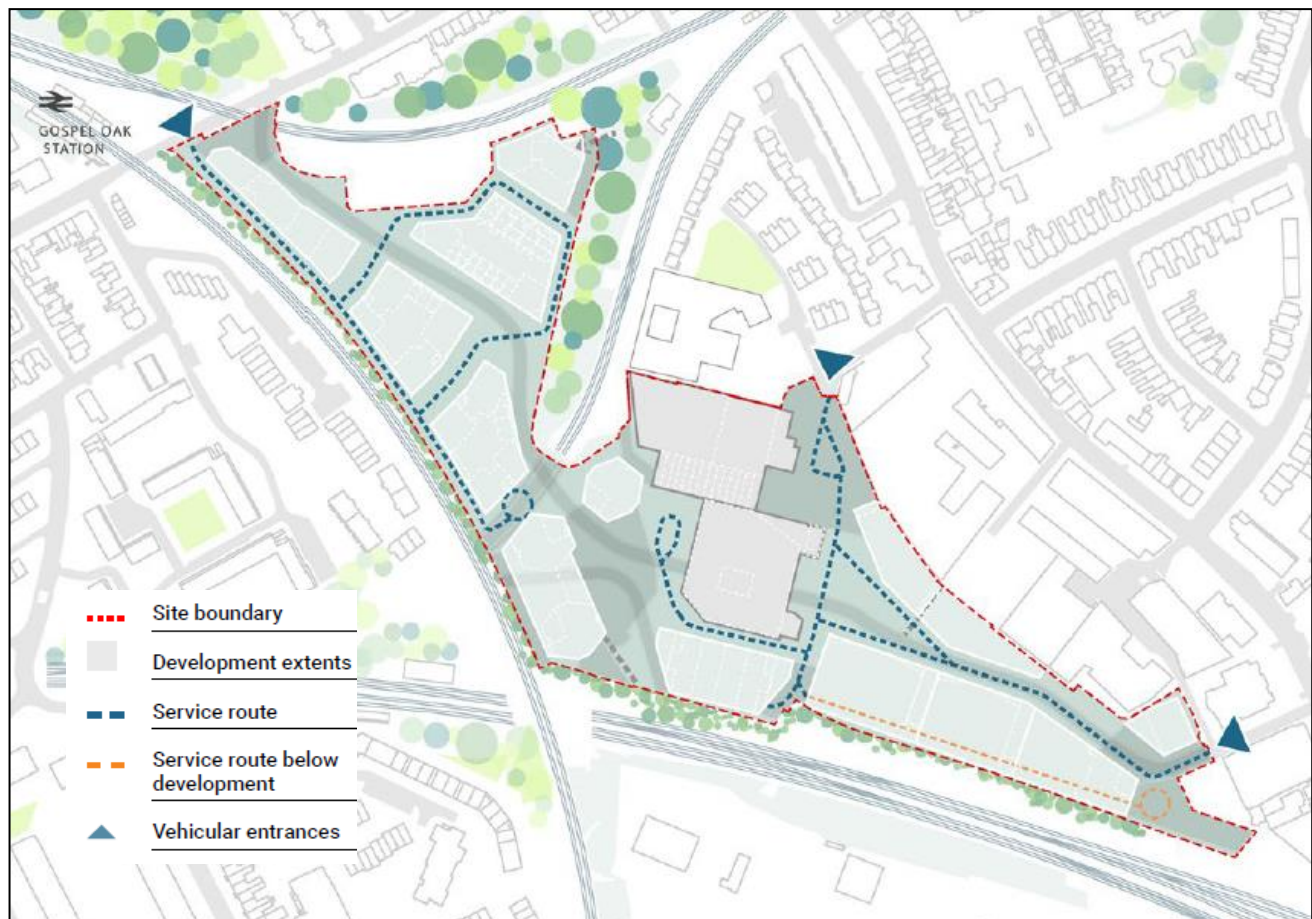 GOSPEL OAK
STATION
Site boundary
Development extents
Service route
Service route below
development
Vehicular entrances